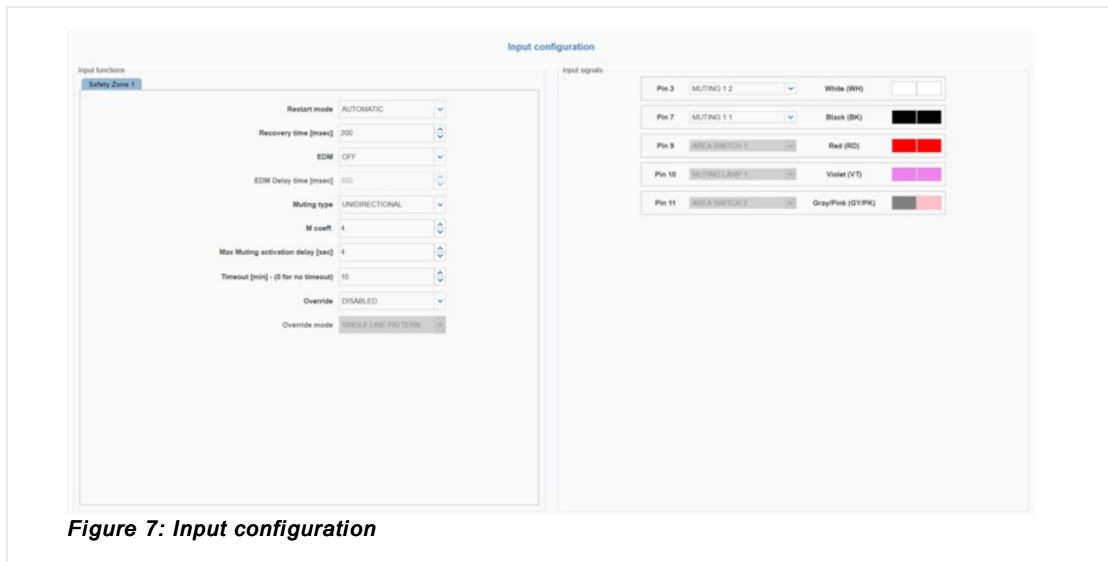 Input configuration
Input functions
Safety Zone 1
Restart mode AUTOMATIC
Recovery time [msec] 200
EDM OFF
EDM Delay time [msec] 350
Muting type UNIDIRECTIONAL
M coeff. 4
Max Muting activation delay [sec] 4
Timeout [min] - (0 for no timeout) 10
Override DISABLED
Override mode SINGLE LINE PATTERN
Input signals
Pin 3 MUTING 1 2 White (WH)
Pin 7 MUTING 1 1 Black (BK)
Pin 9 AREA SWITCH 1 Red (RD)
Pin 10 MUTING LAMP 1 Violet (VT)
Pin 11 AREA SWITCH 2 Gray/Pink (GY/PK)
Figure 7: Input configuration